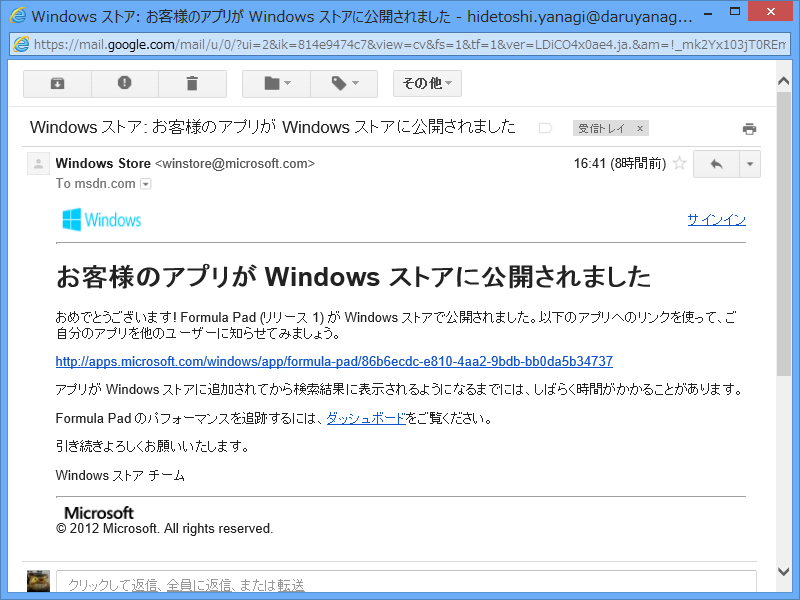 Windows ストア: お客様のアプリが Windows ストアに公開されました - hidetoshi.yanagi@daruyanag...
https://mail.google.com/mail/u/0/?ui=2&ik=814e9474c7&view=cv&fs=1&tf=1&ver=LDiCO4x0ae4.ja.&am=!_mk2Yx103jT0REm
その他
Windows ストア: お客様のアプリが Windows ストアに公開されました
受信トレイ ×
Windows Store <winstore@microsoft.com>
16:41 (8時間前)
To msdn.com
Windows
サインイン
お客様のアプリが Windows ストアに公開されました
おめでとうございます! Formula Pad (リリース 1) が Windows ストアで公開されました。以下のアプリへのリンクを使って、ご
自分のアプリを他のユーザーに知らせてみましょう。
http://apps.microsoft.com/windows/app/formula-pad/86b6ecdc-e810-4aa2-9bdb-bb0da5b34737
アプリが Windows ストアに追加されてから検索結果に表示されるようになるまでには、しばらく時間がかかることがあります。
Formula Pad のパフォーマンスを追跡するには、ダッシュボードをご覧ください。
引き続きよろしくお願いいたします。
Windows ストア チーム
Microsoft
© 2012 Microsoft. All rights reserved.
クリックして返信、全員に返信、または転送